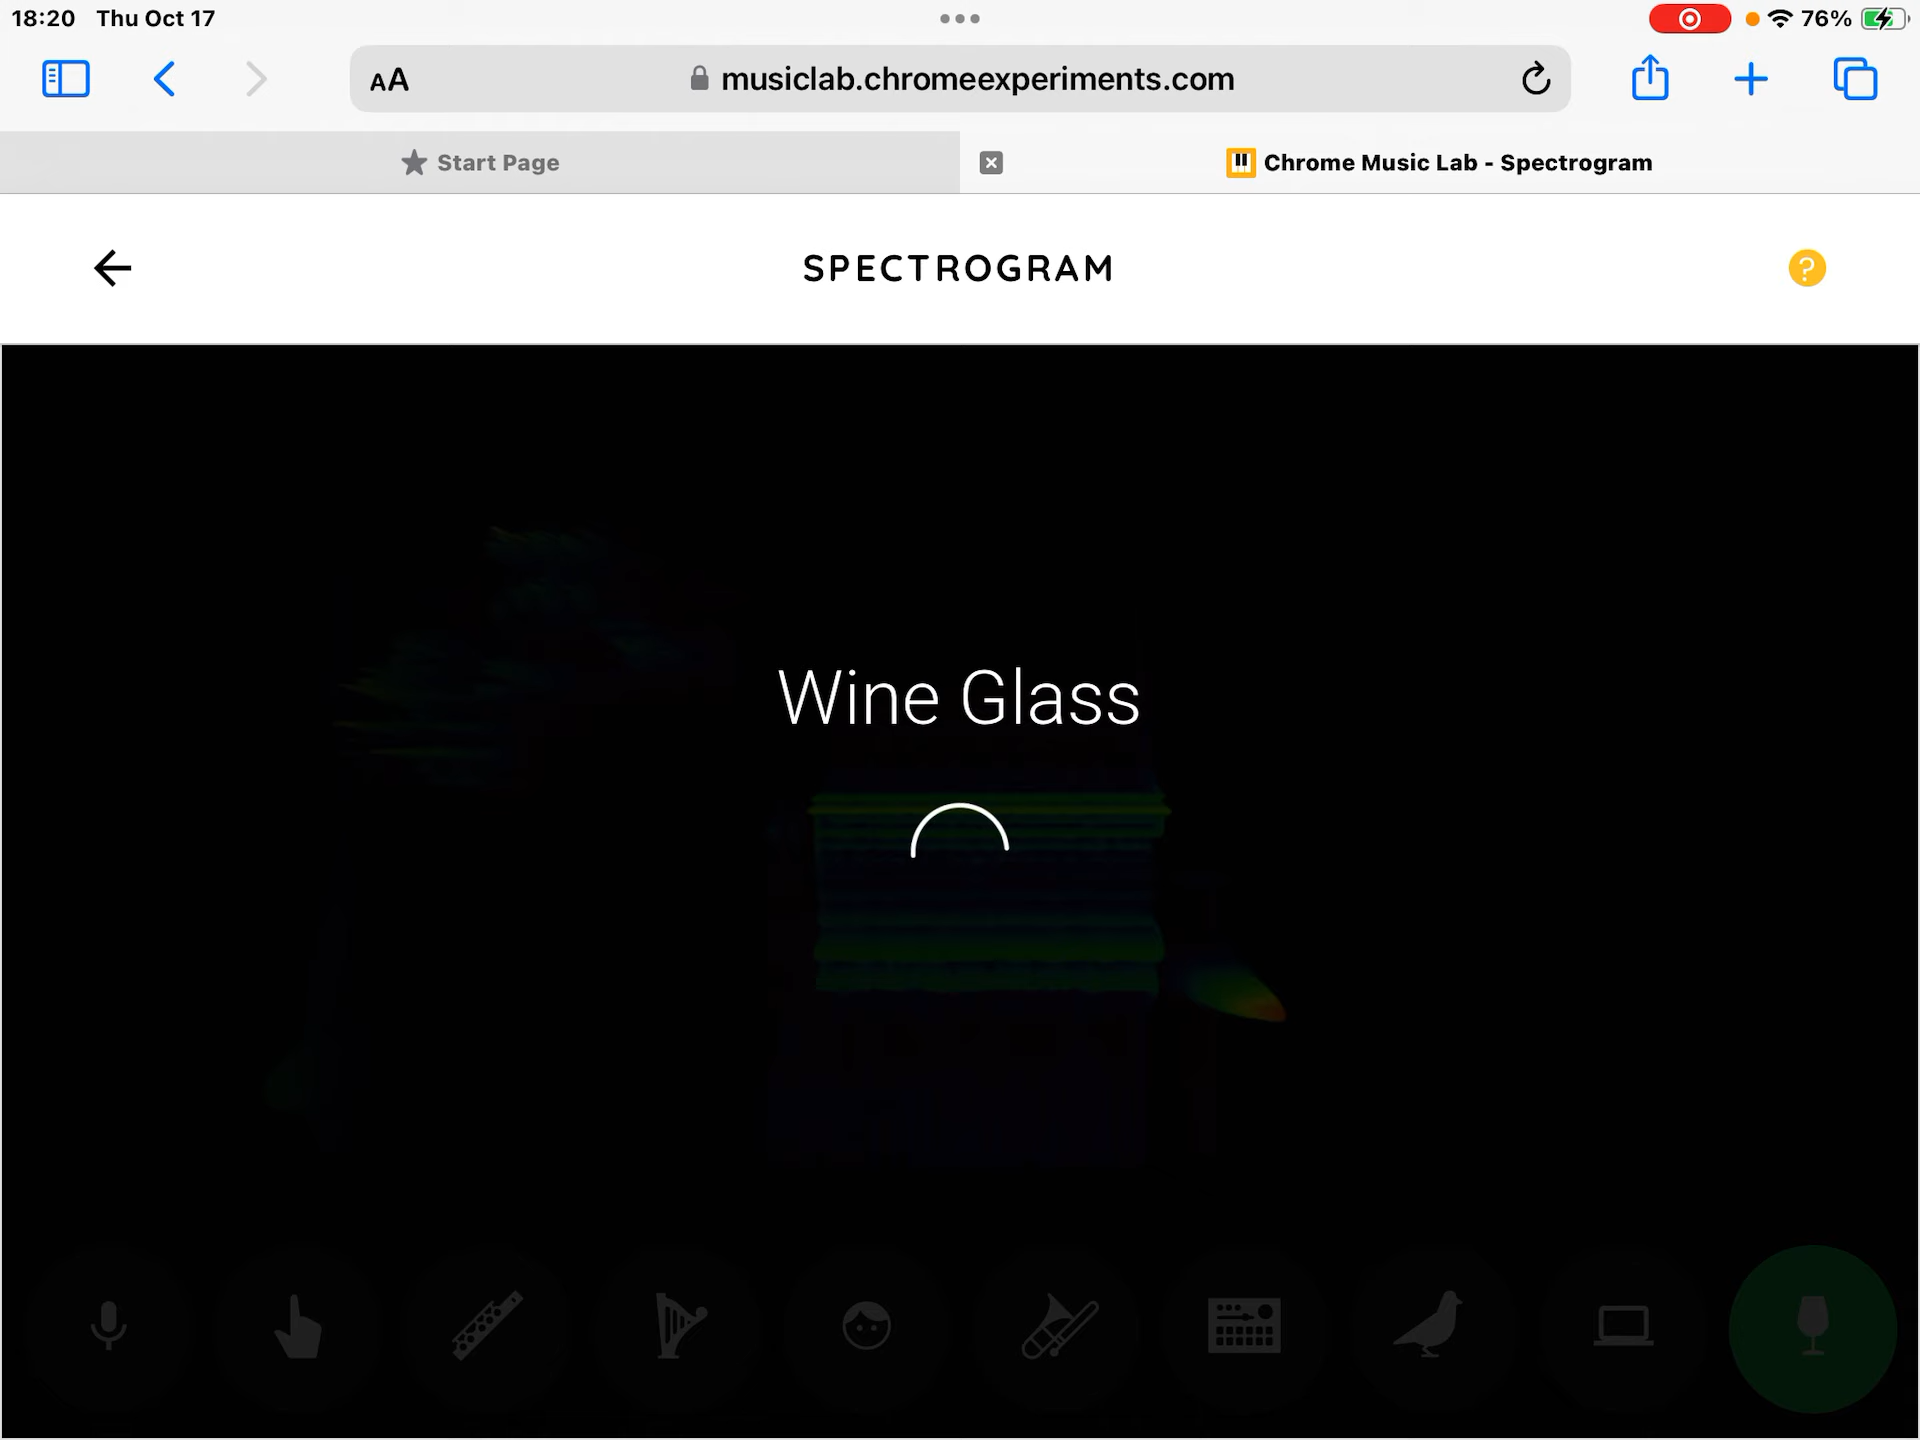 18:20 Thu Oct 17
76%
AA
musiclab.chromeexperiments.com
Start Page
Chrome Music Lab - Spectrogram
SPECTROGRAM
?
Wine Glass